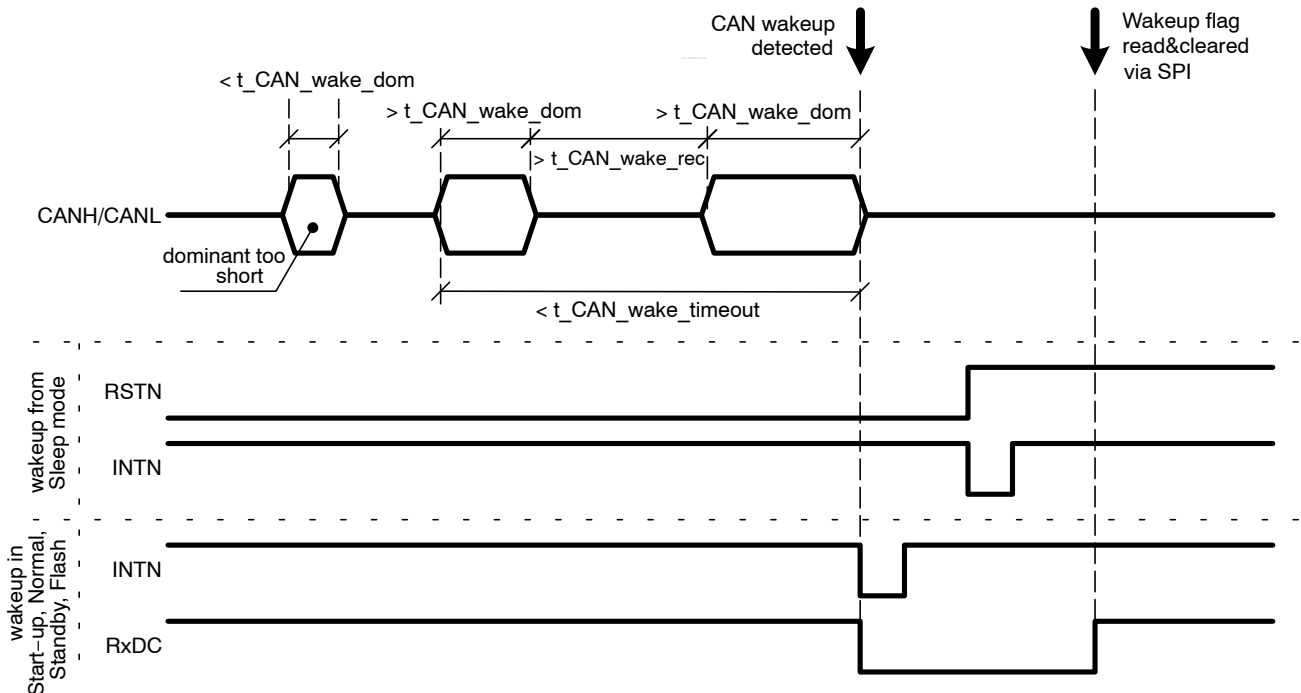 CAN wakeup
detected
Wakeup flag
read&cleared
via SPI
< t_CAN_wake_dom
> t_CAN_wake_dom
> t_CAN_wake_dom
> t_CAN_wake_rec
CANH/CANL
dominant too
short
< t_CAN_wake_timeout
wakeup from
Sleep mode
RSTN
INTN
wakeup in
Start−up, Normal,
Standby, Flash
INTN
RxDC